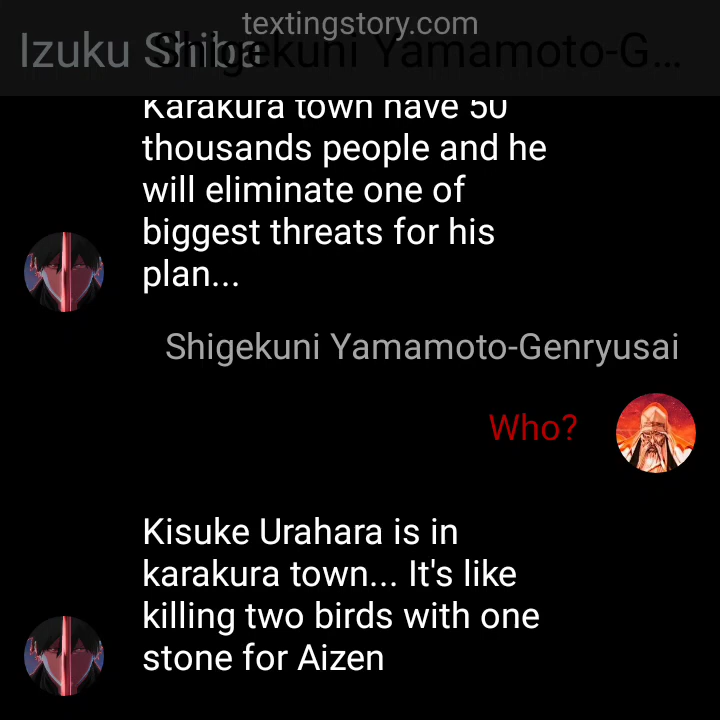 textingstory.com
Izuku Shiba
Shigekuni Yamamoto-G...
Karakura town have 50
thousands people and he
will eliminate one of
biggest threats for his
plan...
Shigekuni Yamamoto-Genryusai
Who?
Kisuke Urahara is in
karakura town... It's like
killing two birds with one
stone for Aizen